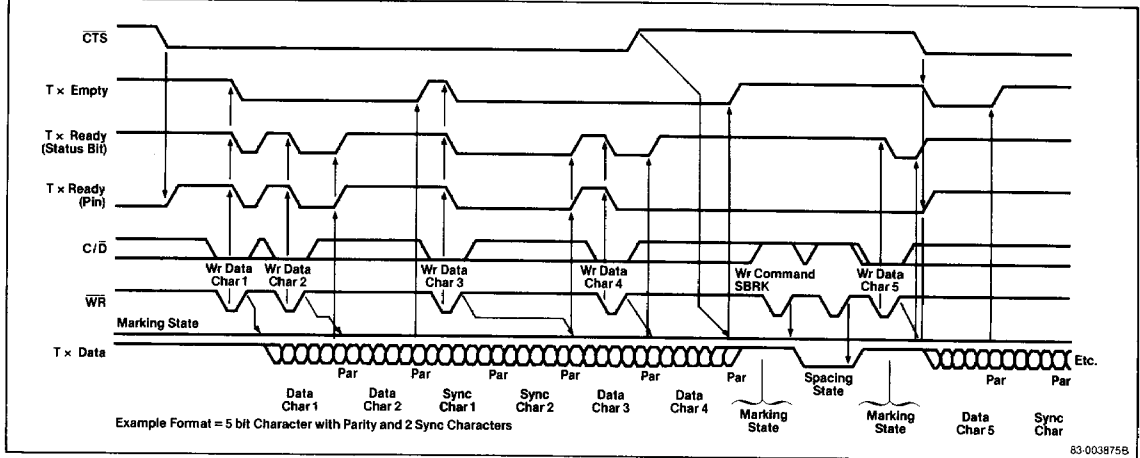 CTS
T × Empty
T × Ready
(Status Bit)
T × Ready
(Pin)
C/D
Wr Data
Char 1
Wr Data
Char 2
Wr Data
Char 3
Wr Data
Char 4
Wr Command
SBRK
Wr Data
Char 5
WR
Marking State
T × Data
Etc.
Par Par Par Par Par Par Par Par
Data
Char 1
Data
Char 2
Sync
Char 1
Sync
Char 2
Data
Char 3
Data
Char 4
Marking
State
Spacing
State
Marking
State
Data
Char 5
Sync
Char
Example Format = 5 bit Character with Parity and 2 Sync Characters
83-003875B